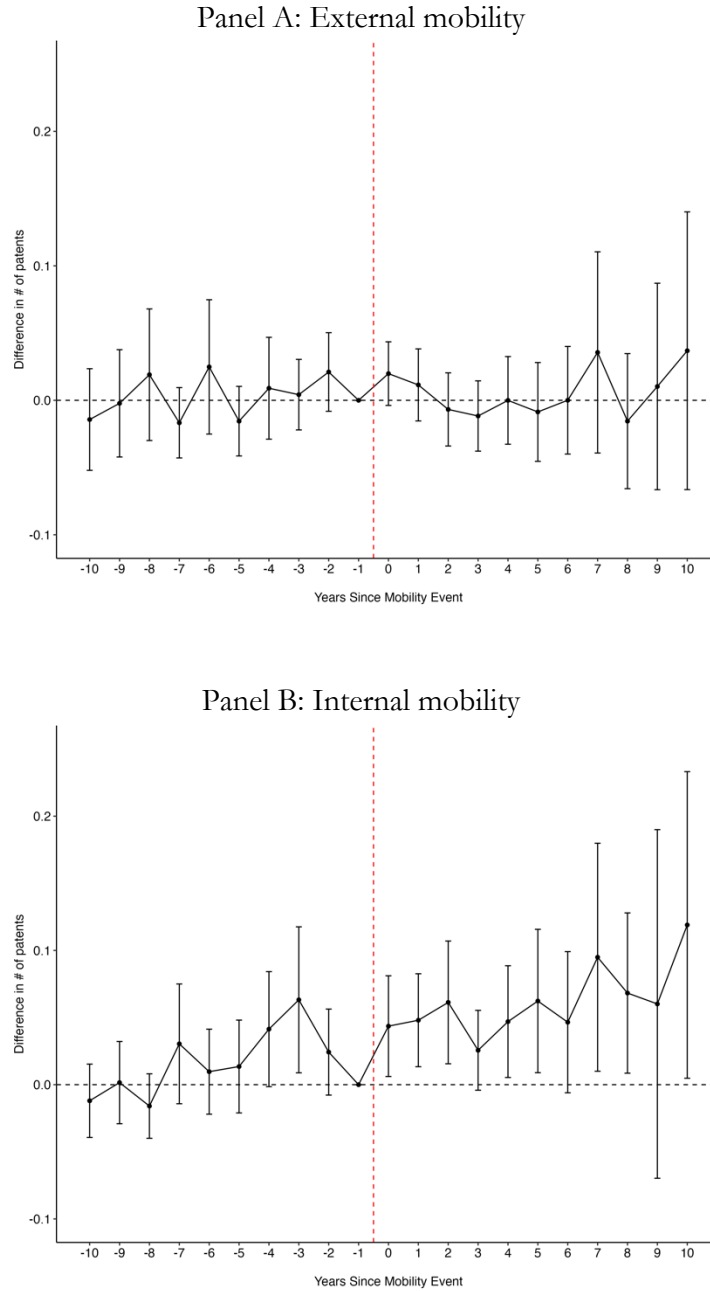 Panel A: External mobility
0.2
0.1
0.0
-0.1
Difference in # of patents
-10 -9 -8 -7 -6 -5 -4 -3 -2 -1 0 1 2 3 4 5 6 7 8 9 10
Years Since Mobility Event
Panel B: Internal mobility
0.2
0.1
0.0
-0.1
Difference in # of patents
-10 -9 -8 -7 -6 -5 -4 -3 -2 -1 0 1 2 3 4 5 6 7 8 9 10
Years Since Mobility Event